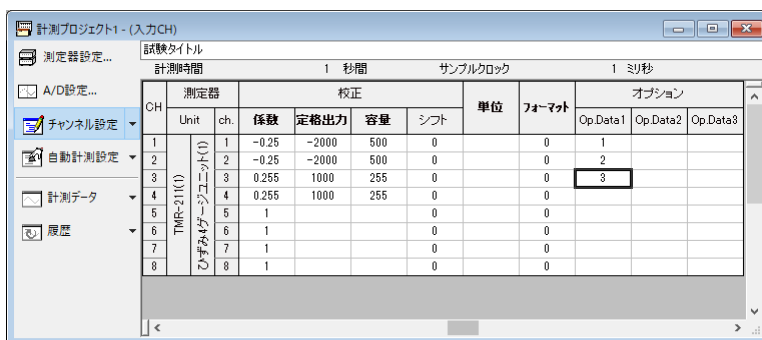 計測プロジェクト1 - (入力CH)
測定器設定...
A/D設定...
チャンネル設定
自動計測設定
計測データ
履歴
試験タイトル
計測時間 1 秒間 サンプルクロック 1 ミリ秒
CH 測定器 校正 単位 フォーマット オプション
Unit ch. 係数 定格出力 容量 シフト Op.Data1 Op.Data2 Op.Data3
TMR-211(1)
ひずみ4ゲージユニット(1)
1 1 -0.25 -2000 500 0 0 1
2 2 -0.25 -2000 500 0 0 2
3 3 0.255 1000 255 0 0 3
4 4 0.255 1000 255 0 0
5 5 1 0 0
6 6 1 0 0
7 7 1 0 0
8 8 1 0 0